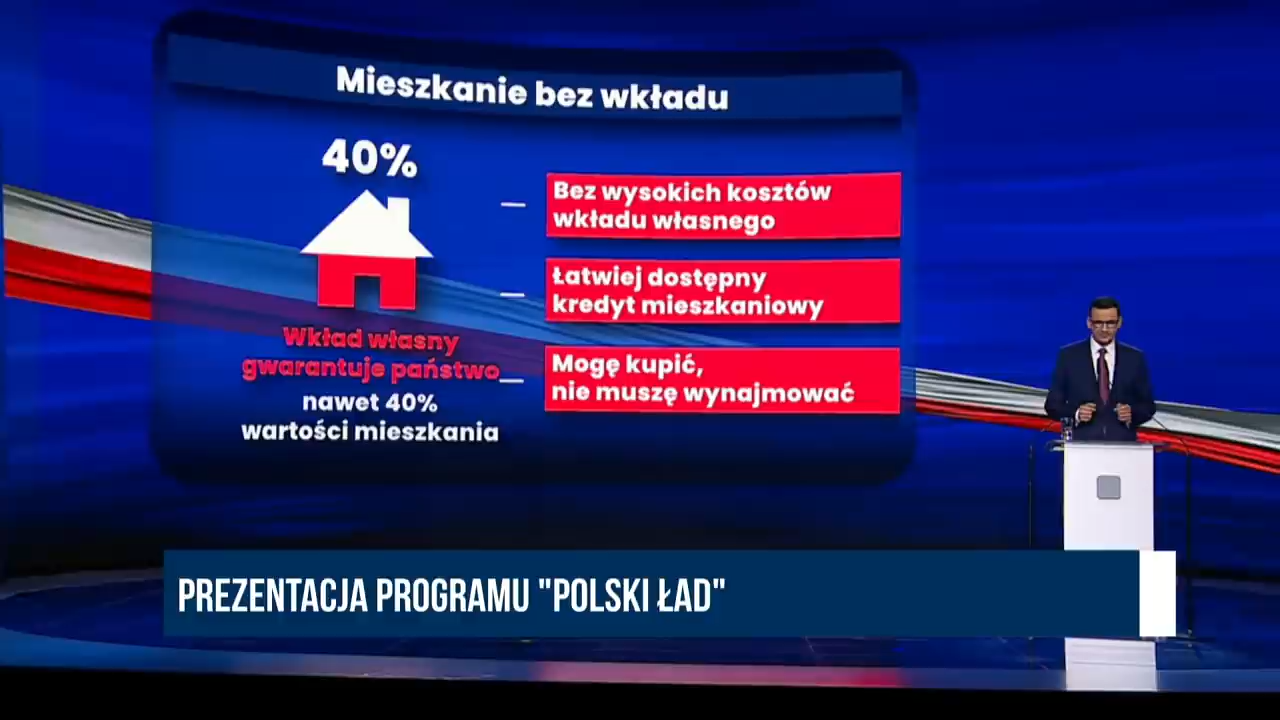 Mieszkanie bez wkładu
40%
Wkład własny
gwarantuje państwo
nawet 40%
wartości mieszkania
Bez wysokich kosztów
wkładu własnego
Łatwiej dostępny
kredyt mieszkaniowy
Mogę kupić,
nie muszę wynajmować
PREZENTACJA PROGRAMU "POLSKI ŁAD"